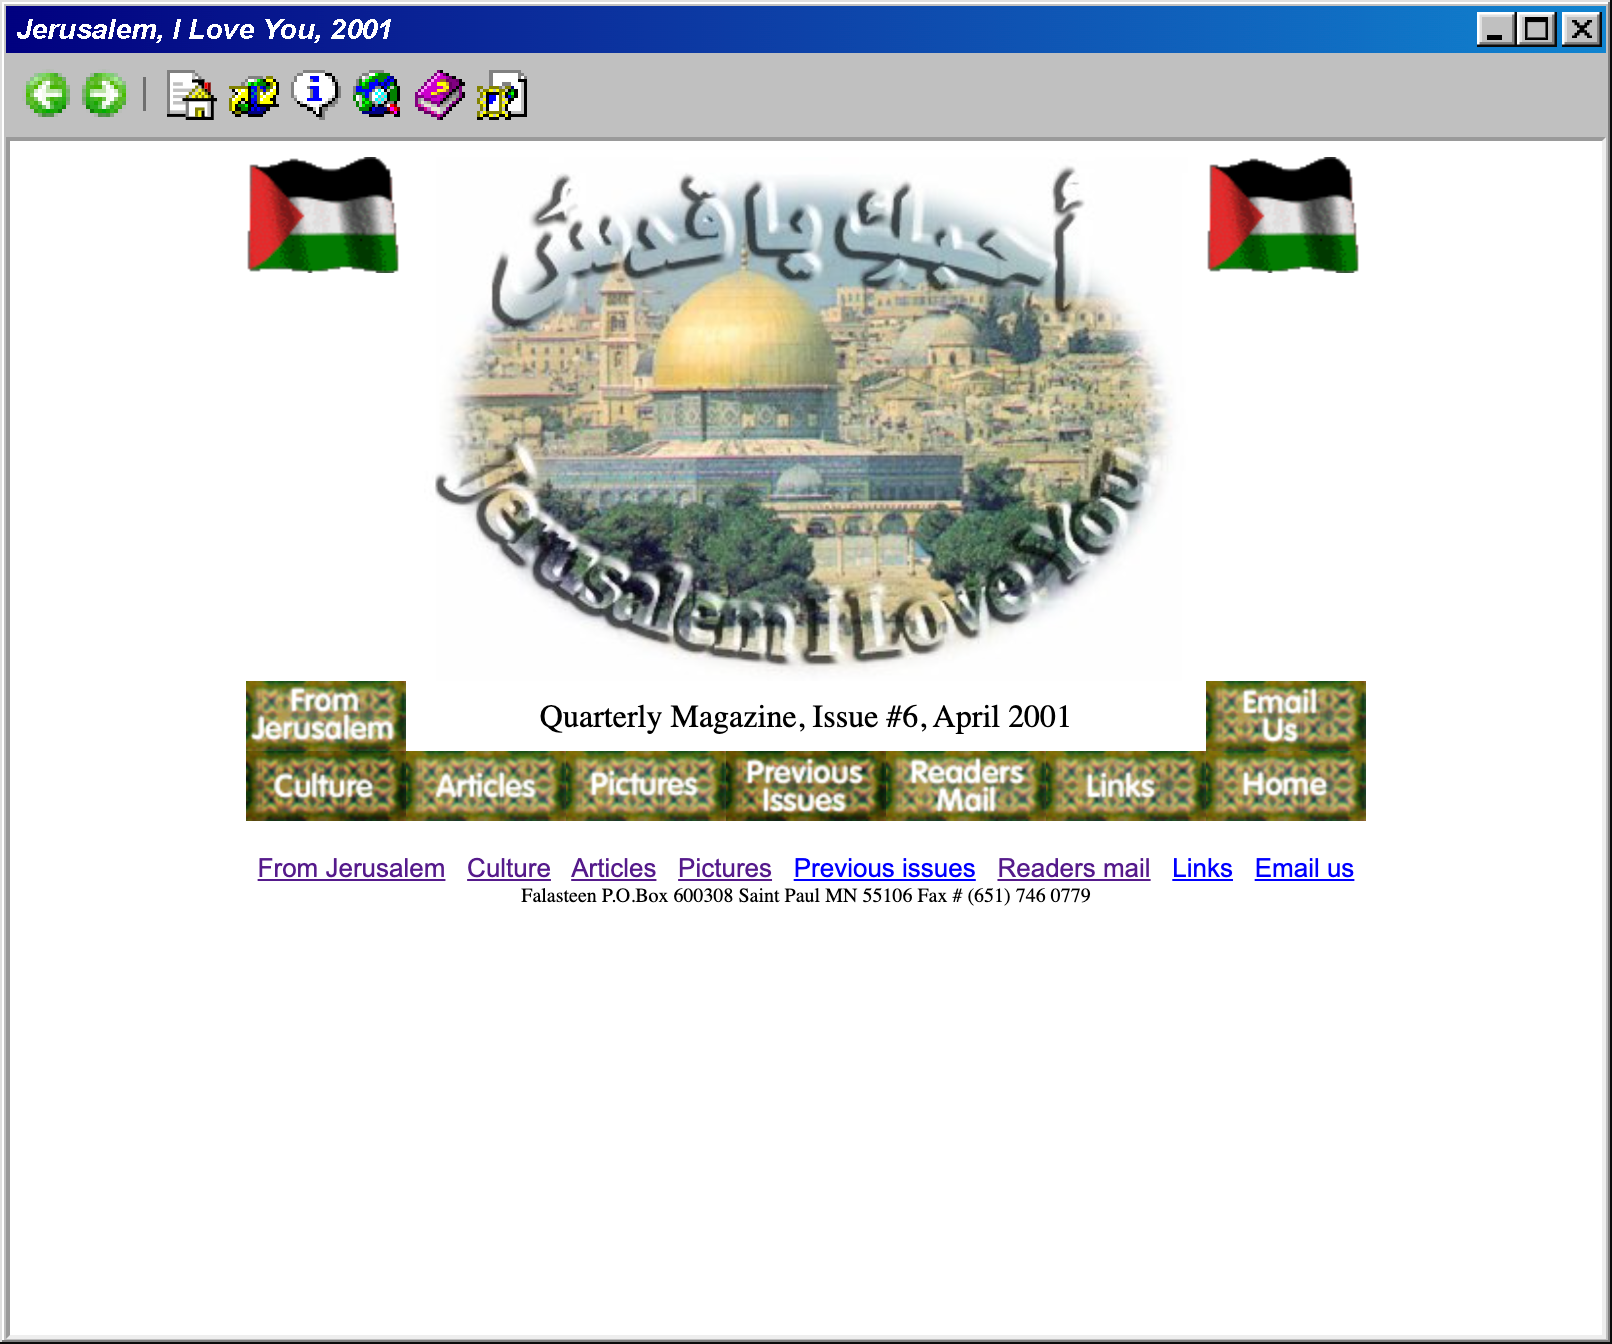 Jerusalem, I Love You, 2001
أحبك يا قدس
Jerusalem I Love You
From
Jerusalem
Quarterly Magazine, Issue #6, April 2001
Email
Us
Culture
Articles
Pictures
Previous
Issues
Readers
Mail
Links
Home
From Jerusalem Culture Articles Pictures Previous issues Readers mail Links Email us
Falasteen P.O.Box 600308 Saint Paul MN 55106 Fax # (651) 746 0779